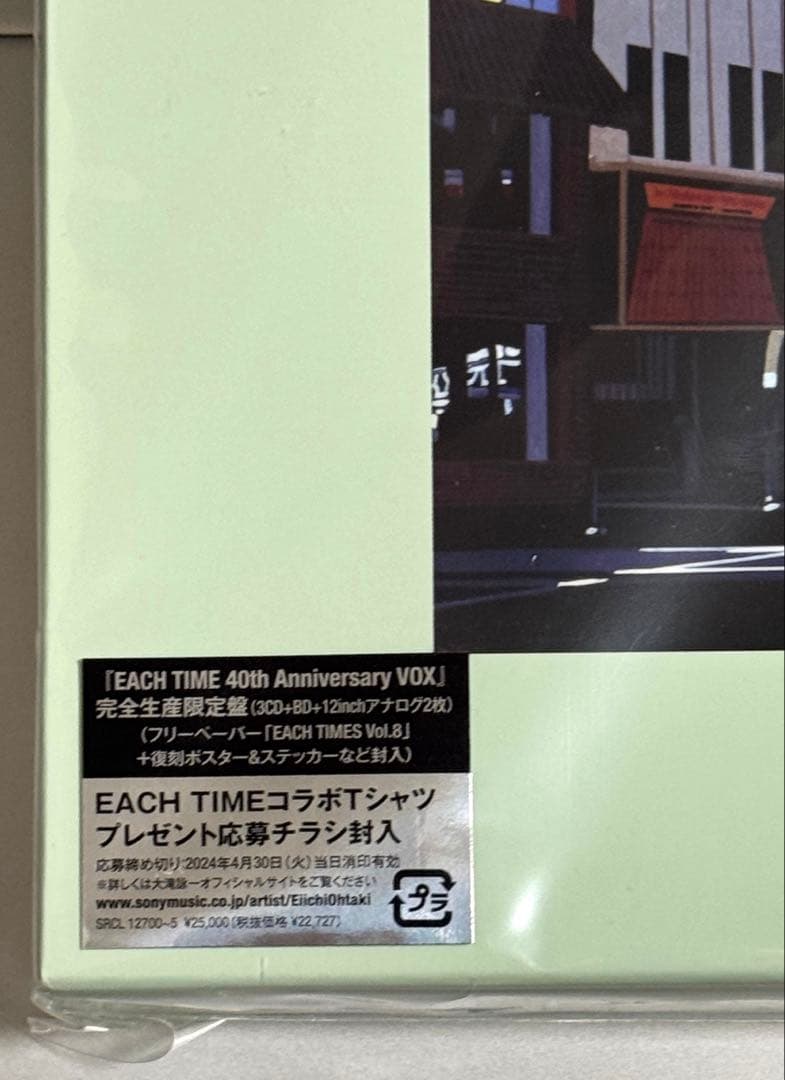 『EACH TIME 40th Anniversary VOX』
完全生産限定盤(3CD+BD+12inchアナログ2枚)
(フリーペーパー「EACH TIMES Vol.8」
+復刻ポスター&ステッカーなど封入)
EACH TIMEコラボTシャツ
プレゼント応募チラシ封入
応募締め切り:2024年4月30日(火)当日消印有効
※詳しくは大滝詠一オフィシャルサイトをご覧ください
www.sonymusic.co.jp/artist/EiichiOhtaki
プラ
SRCL 12700~5 ¥25,000(税抜価格 ¥22,727)